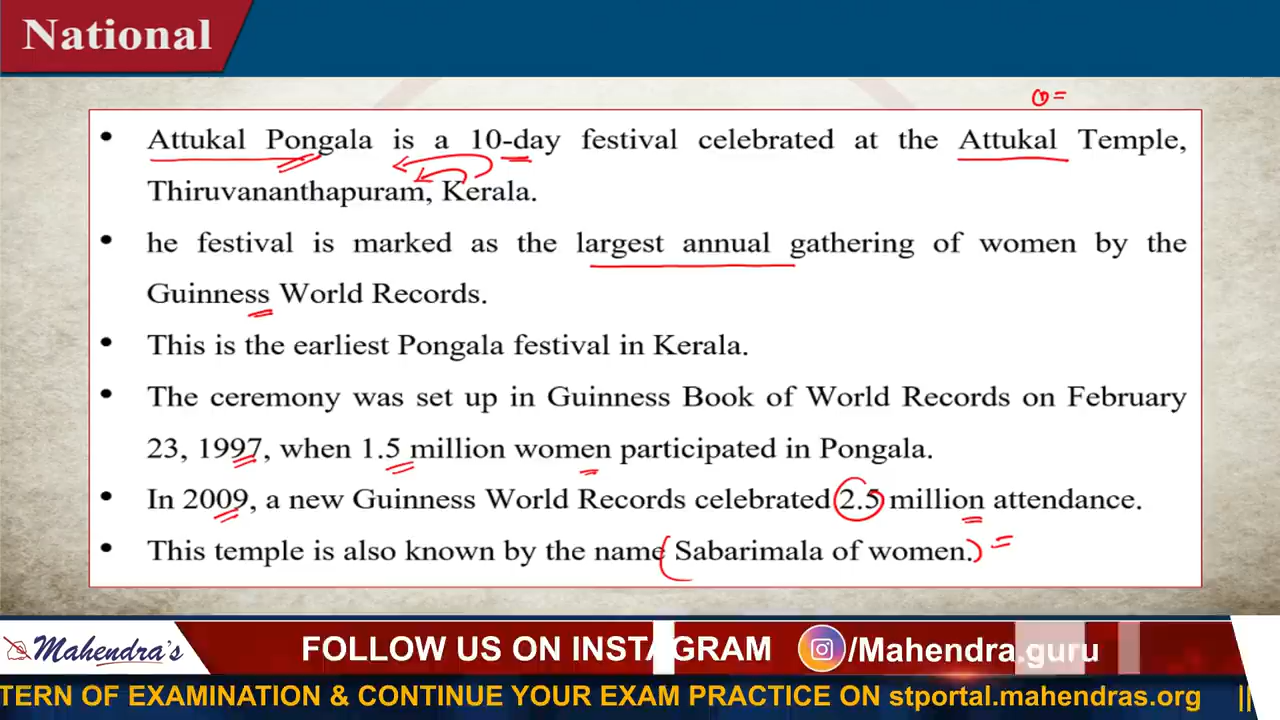 National
• Attukal Pongala is a 10-day festival celebrated at the Attukal Temple,
Thiruvananthapuram, Kerala.
• he festival is marked as the largest annual gathering of women by the
Guinness World Records.
• This is the earliest Pongala festival in Kerala.
• The ceremony was set up in Guinness Book of World Records on February
23, 1997, when 1.5 million women participated in Pongala.
• In 2009, a new Guinness World Records celebrated 2.5 million attendance.
• This temple is also known by the name Sabarimala of women.
Mahendra's
FOLLOW US ON INSTAGRAM /Mahendra.guru
TERN OF EXAMINATION & CONTINUE YOUR EXAM PRACTICE ON stportal.mahendras.org ||